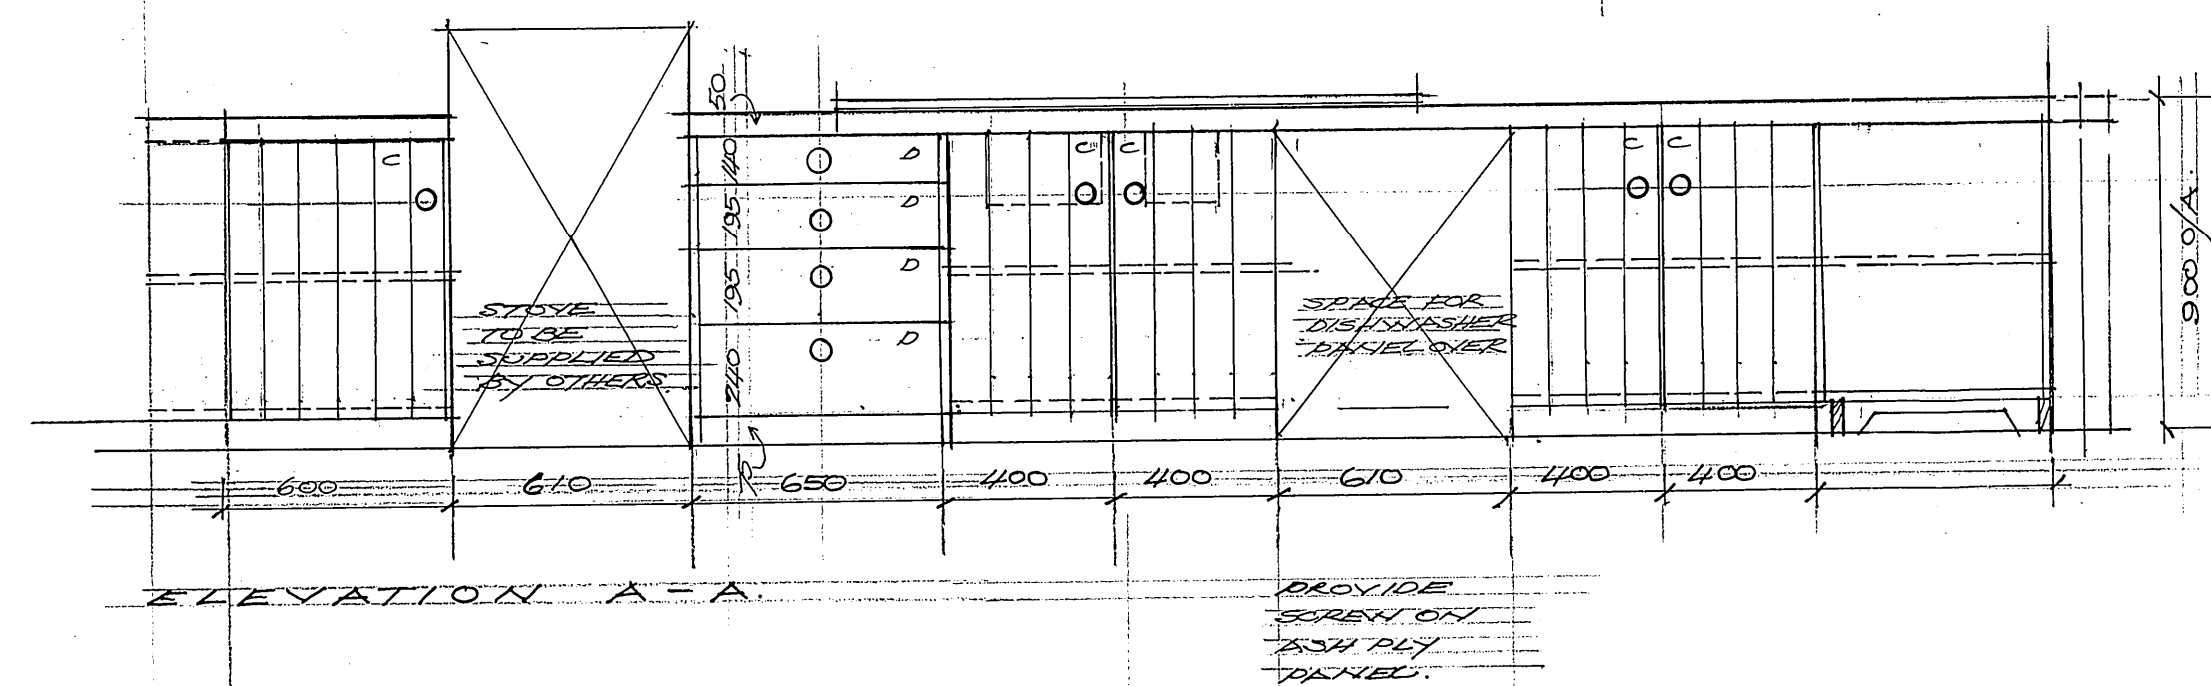 50
140
195
195
240
C
D
D
D
D
C
C
C
C
STOVE
TO BE
SUPPLIED
BY OTHERS.
SPACE FOR
DISHWASHER
PANEL OVER
900 O/A.
600
610
650
400
400
610
400
400
ELEVATION A-A.
PROVIDE
SCREW ON
ASH PLY
PANEL.